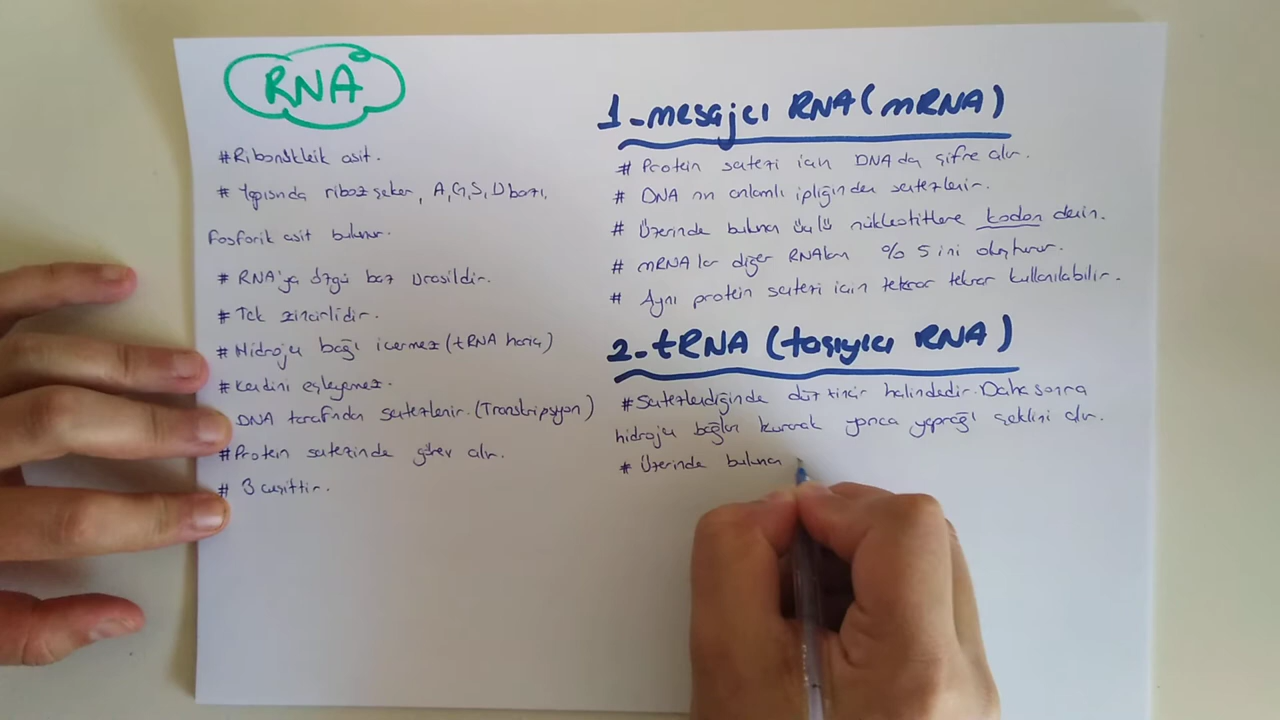 RNA
#Ribonükleik asit.
# Yapısında riboz şeker, A,G,S,U bazı,
Fosforik asit bulunur.
# RNA'ya özgü baz Urasildir.
#Tek zincirlidir.
#Hidrojen bağı içermez (tRNA hariç)
#Kendini eşleyemez.
DNA tarafından sentezlenir. (Transkripsyon)
#Protein sentezinde görev alır.
# 3 çeşittir.
1-mesajcı RNA (mRNA)
# Protein sentezi için DNA da şifre alır.
# DNA nın anlamlı ipliğinden sentezlenir.
# Üzerinde bulunan üçlü nükleotitlere kodon denir.
# mRNA lar diğer RNAların % 5 ini oluşturur.
# Aynı protein sentezi için tekrar tekrar kullanılabilir.
2-tRNA (taşıyıcı RNA)
#Sentezlendiğinde düz zincir halindedir. Daha sonra
hidrojen bağları kurarak yonca yaprağı şeklini alır.
# Üzerinde bulunan